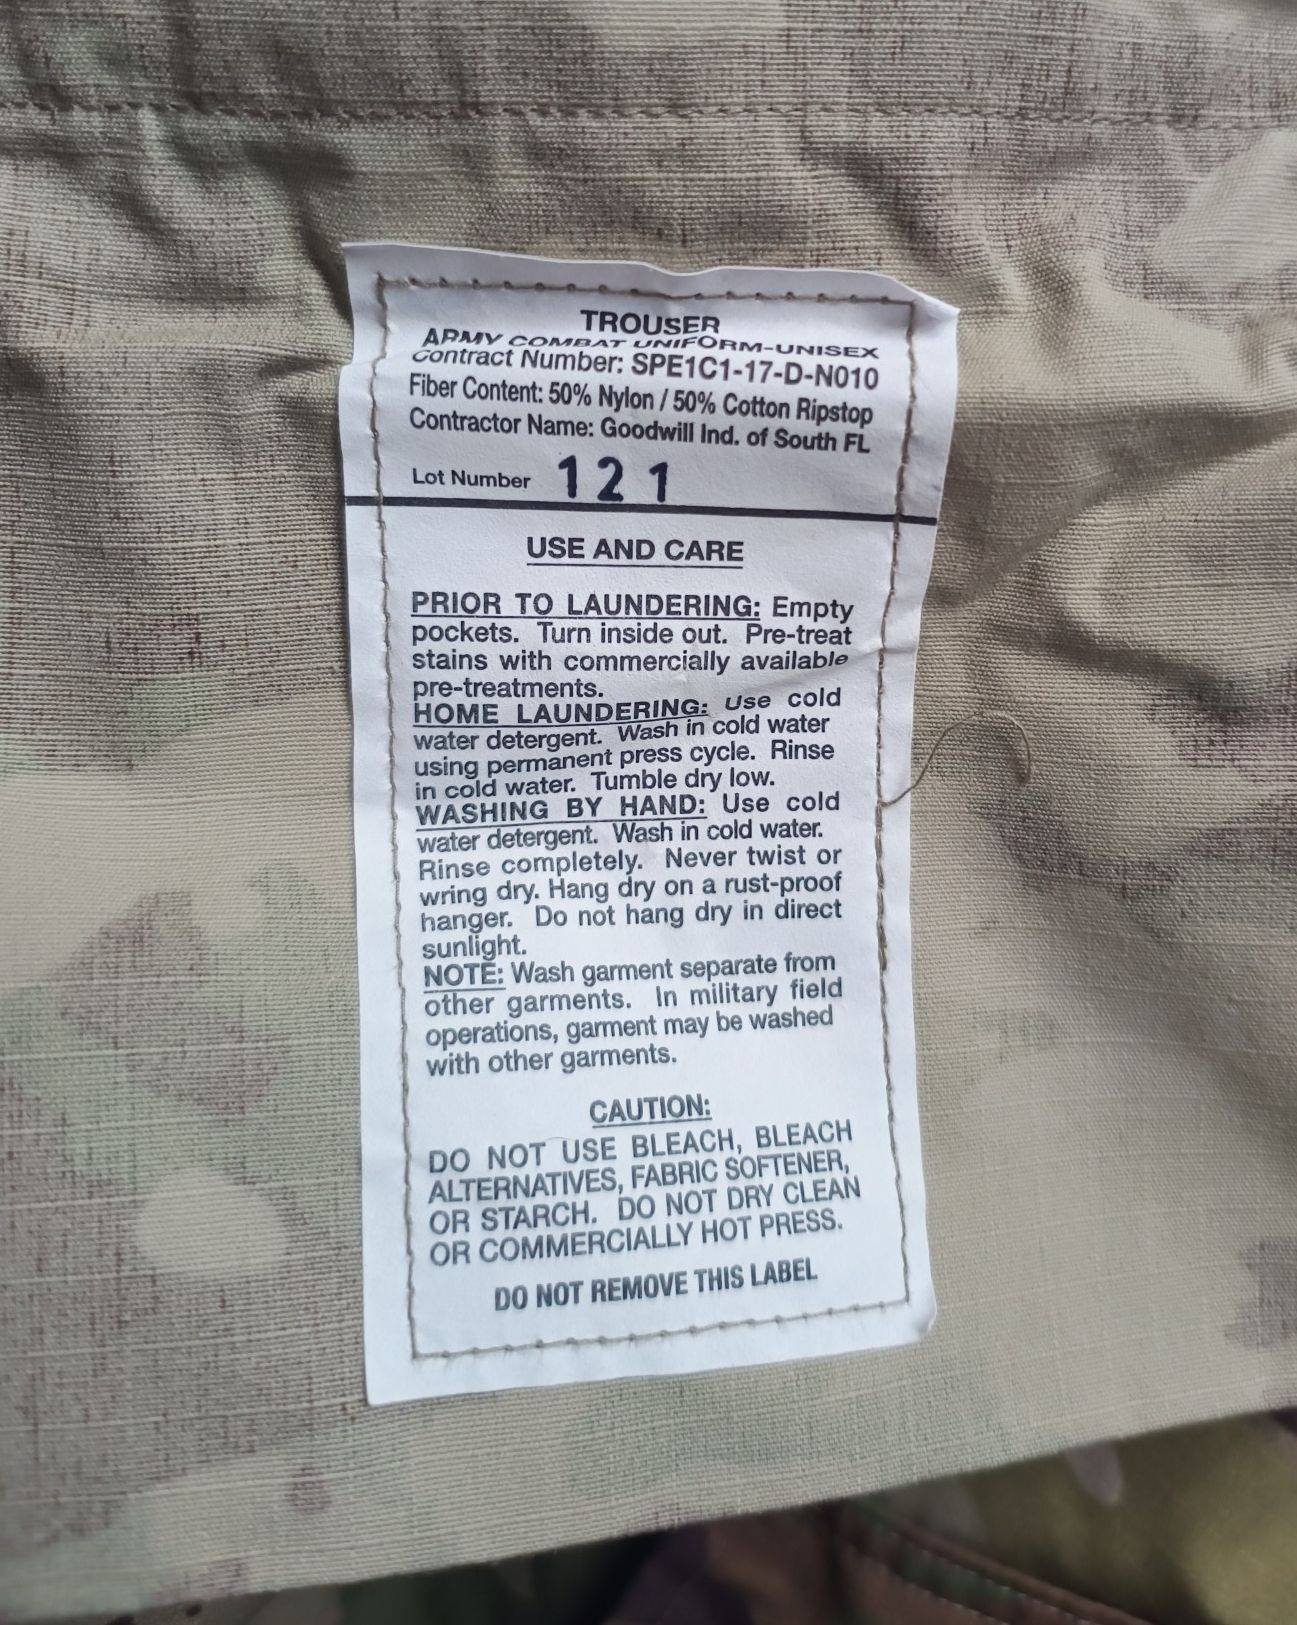 TROUSER
ARMY COMBAT UNIFORM-UNISEX
Contract Number: SPE1C1-17-D-N010
Fiber Content: 50% Nylon / 50% Cotton Ripstop
Contractor Name: Goodwill Ind. of South FL
Lot Number 121
USE AND CARE
PRIOR TO LAUNDERING: Empty
pockets. Turn inside out. Pre-treat
stains with commercially available
pre-treatments.
HOME LAUNDERING: Use cold
water detergent. Wash in cold water
using permanent press cycle. Rinse
in cold water. Tumble dry low.
WASHING BY HAND: Use cold
water detergent. Wash in cold water.
Rinse completely. Never twist or
wring dry. Hang dry on a rust-proof
hanger. Do not hang dry in direct
sunlight.
NOTE: Wash garment separate from
other garments. In military field
operations, garment may be washed
with other garments.
CAUTION:
DO NOT USE BLEACH, BLEACH
ALTERNATIVES, FABRIC SOFTENER,
OR STARCH. DO NOT DRY CLEAN
OR COMMERCIALLY HOT PRESS.
DO NOT REMOVE THIS LABEL